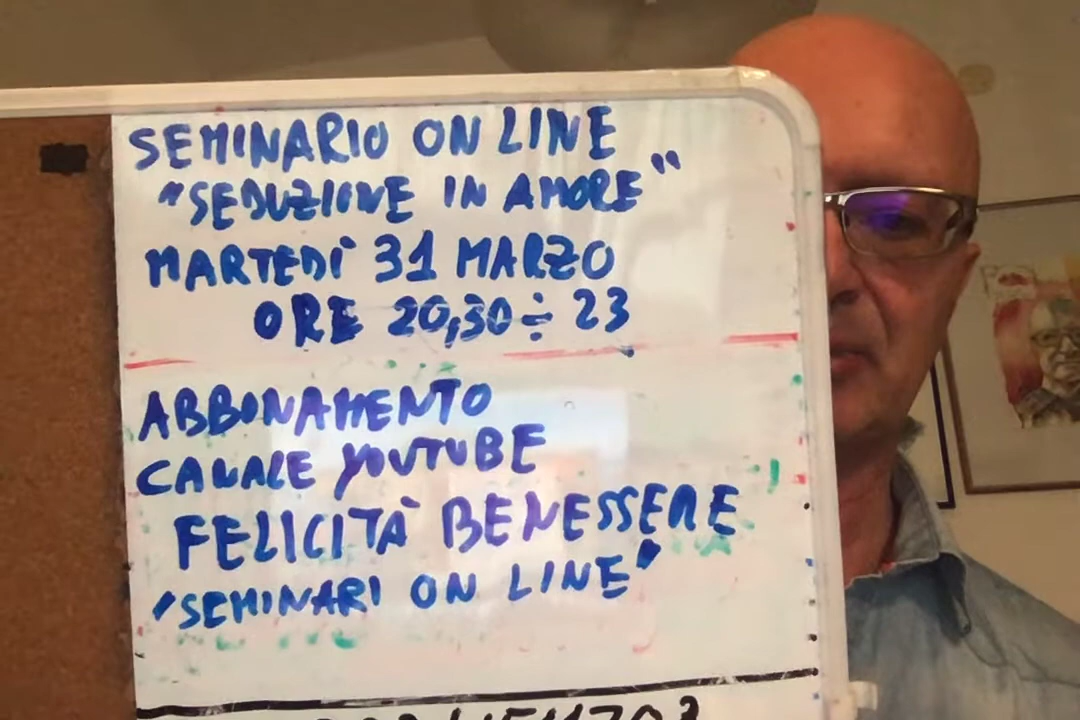 SEMINARIO ON LINE
"SEDUZIONE IN AMORE"
MARTEDÌ 31 MARZO
ORE 20,30÷23
ABBONAMENTO
CANALE YOUTUBE
FELICITÀ BENESSERE
"SEMINARI ON LINE"